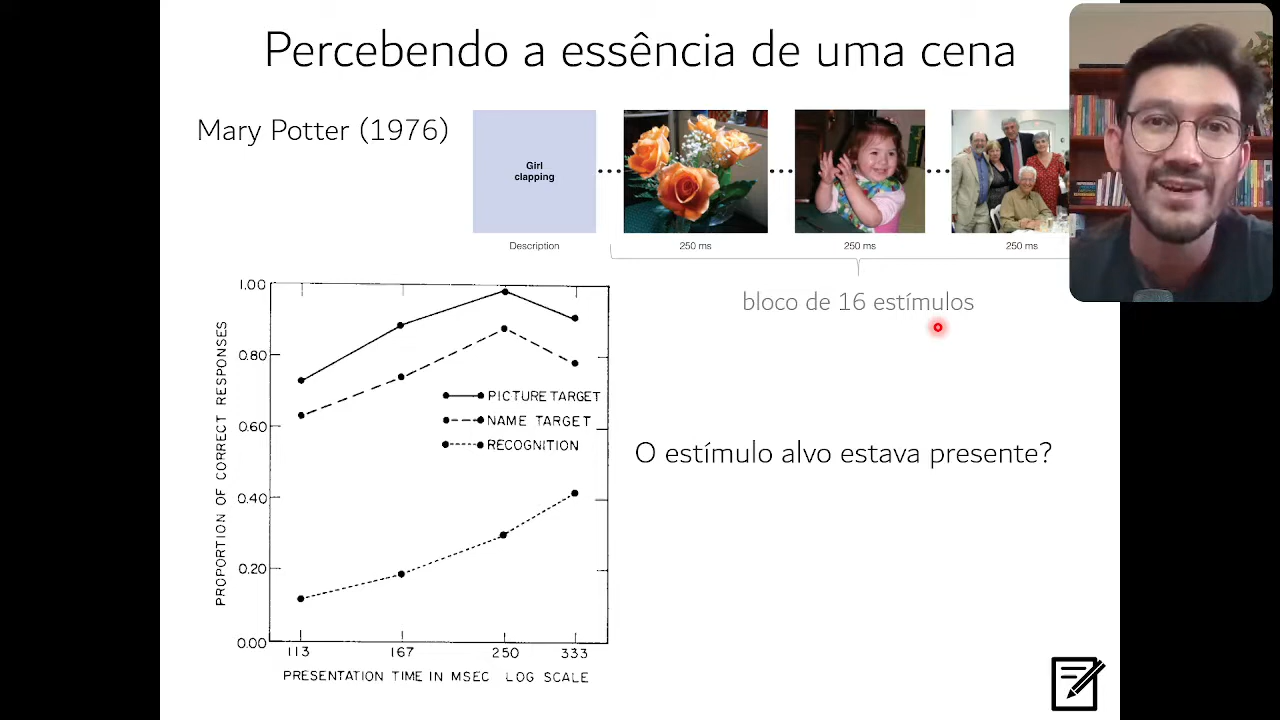 Percebendo a essência de uma cena
Mary Potter (1976)
Girl
clapping
Description
250 ms
250 ms
250 ms
bloco de 16 estímulos
1.00
0.80
0.60
0.40
0.20
0.00
PROPORTION OF CORRECT RESPONSES
PICTURE TARGET
NAME TARGET
RECOGNITION
113
167
250
333
PRESENTATION TIME IN MSEC LOG SCALE
O estímulo alvo estava presente?